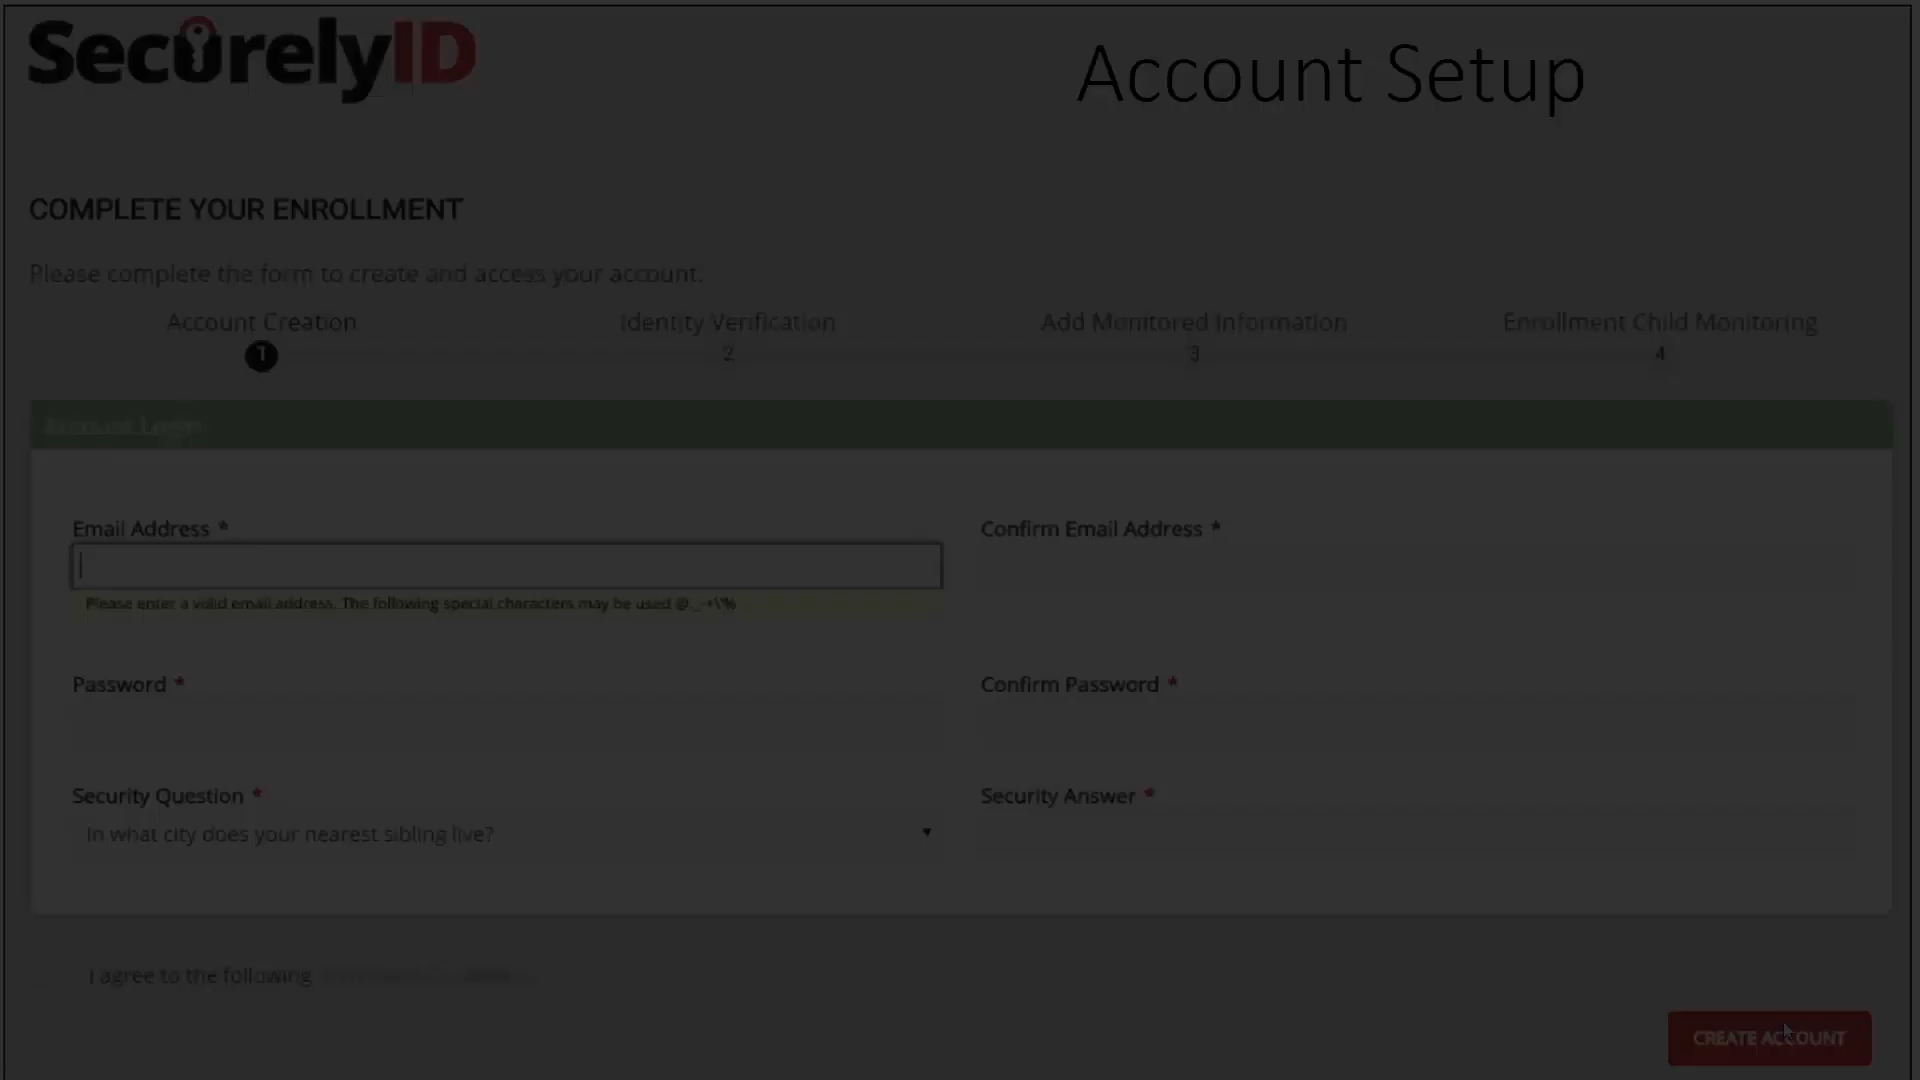 SecurelyID
Account Setup
COMPLETE YOUR ENROLLMENT
Please complete the form to create and access your account.
Account Creation Identity Verification Add Monitored Information Enrollment Child Monitoring
1 2 3 4
Account Login
Email Address * Confirm Email Address *
Please enter a valid email address. The following special characters may be used @._-+\'%
Password * Confirm Password *
Security Question * Security Answer *
In what city does your nearest sibling live?
I agree to the following
CREATE ACCOUNT